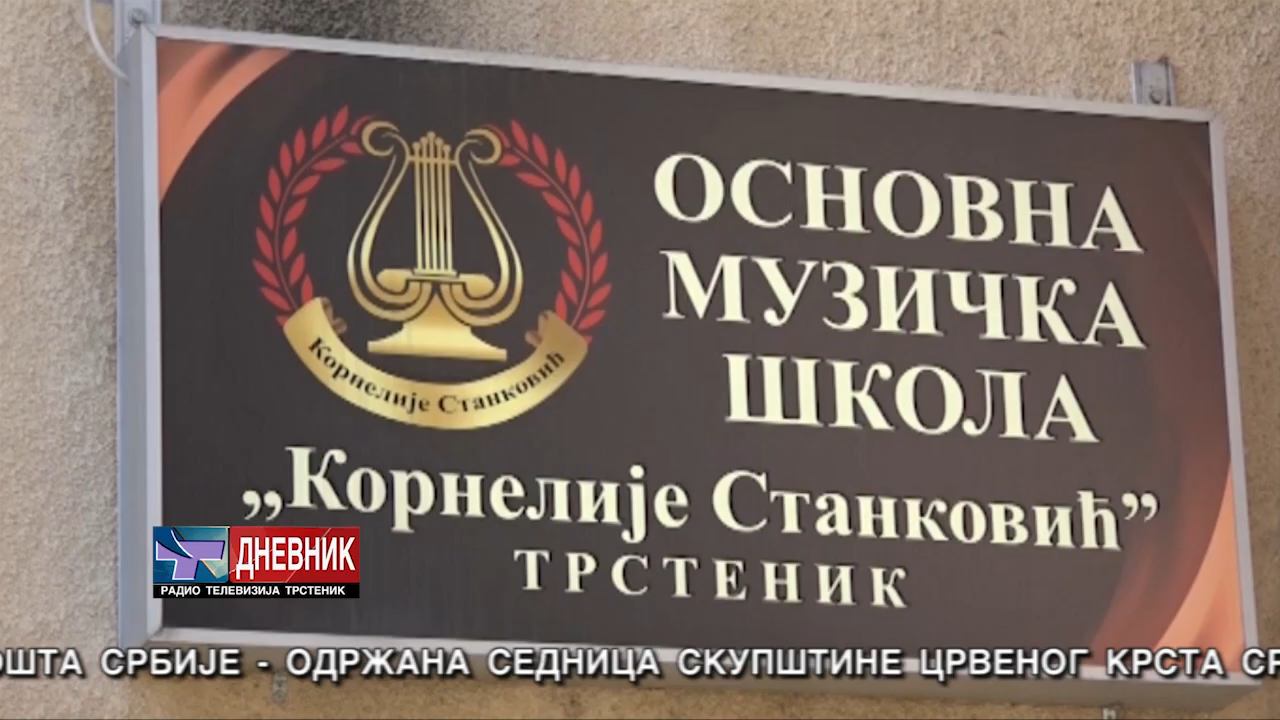 ОСНОВНА
МУЗИЧКА
ШКОЛА
Корнелије Станковић
„Корнелије Станковић”
ТРСТЕНИК
ДНЕВНИК
РАДИО ТЕЛЕВИЗИЈА ТРСТЕНИК
СРБИЈЕ - ОДРЖАНА СЕДНИЦА СКУПШТИНЕ ЦРВЕНОГ КРСТА